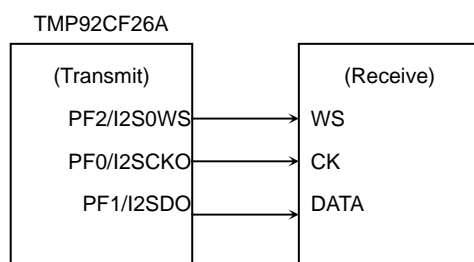 TMP92CF26A
(Transmit) (Receive)
PF2/I2S0WS WS
PF0/I2SCKO CK
PF1/I2SDO DATA